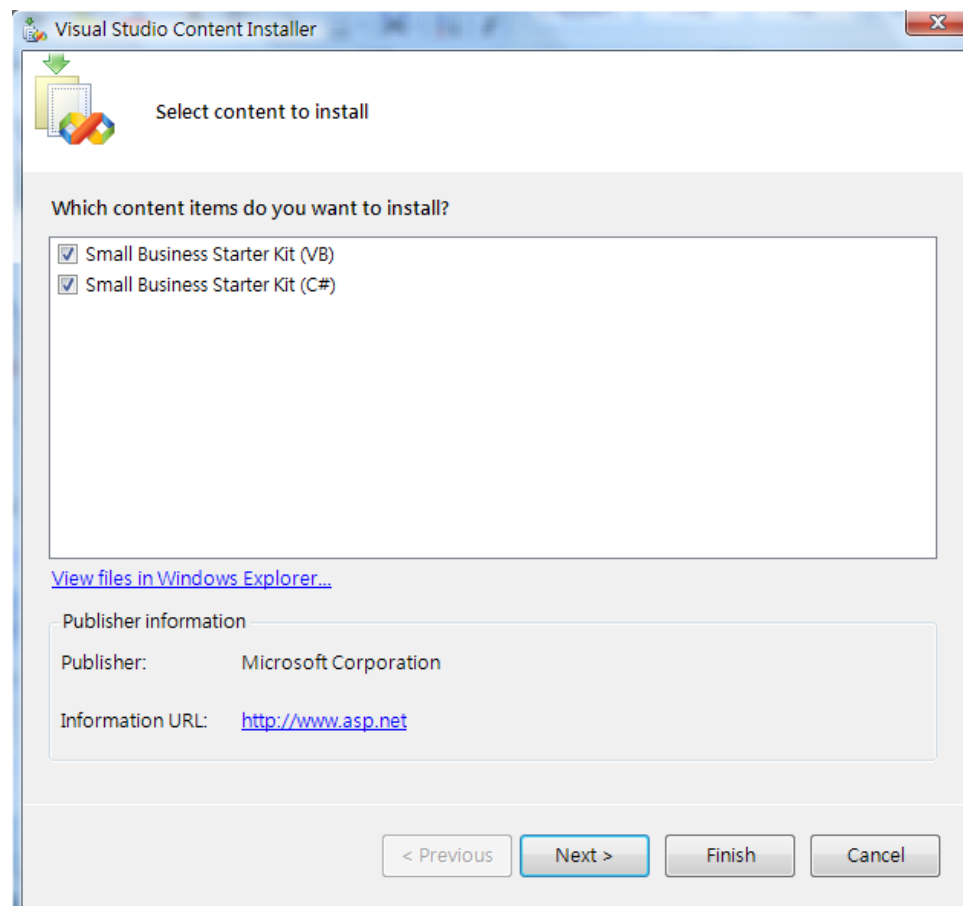 Visual Studio Content Installer
Select content to install
Which content items do you want to install?
Small Business Starter Kit (VB)
Small Business Starter Kit (C#)
View files in Windows Explorer...
Publisher information
Publisher: Microsoft Corporation
Information URL: http://www.asp.net
< Previous Next > Finish Cancel